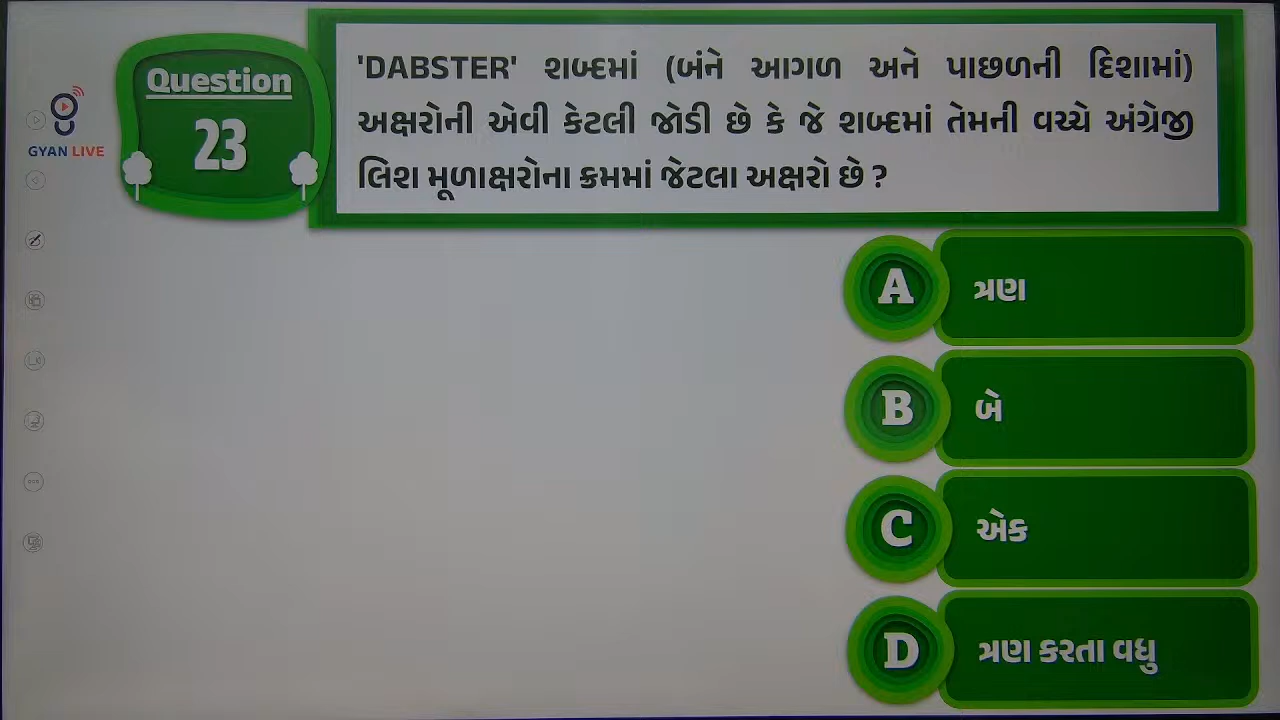 Question
23
GYAN LIVE
'DABSTER' શબ્દમાં (બંને આગળ અને પાછળની દિશામાં)
અક્ષરોની એવી કેટલી જોડી છે કે જે શબ્દમાં તેમની વચ્ચે અંગ્રેજી
લિશ મૂળાક્ષરોના ક્રમમાં જેટલા અક્ષરો છે ?
A ત્રણ
B બે
C એક
D ત્રણ કરતા વધુ